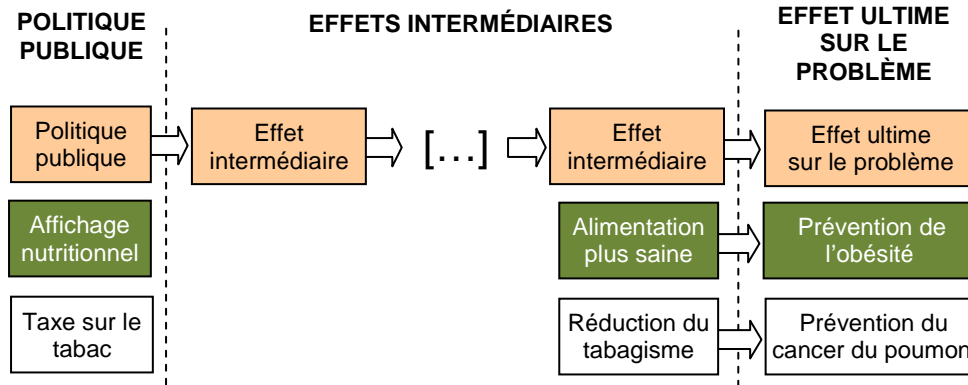 POLITIQUE
PUBLIQUE
EFFETS INTERMÉDIAIRES
EFFET ULTIME
SUR LE
PROBLÈME
Politique
publique
Effet
intermédiaire
[…]
Effet
intermédiaire
Effet ultime
sur le problème
Affichage
nutritionnel
Alimentation
plus saine
Prévention de
l’obésité
Taxe sur le
tabac
Réduction du
tabagisme
Prévention du
cancer du poumon